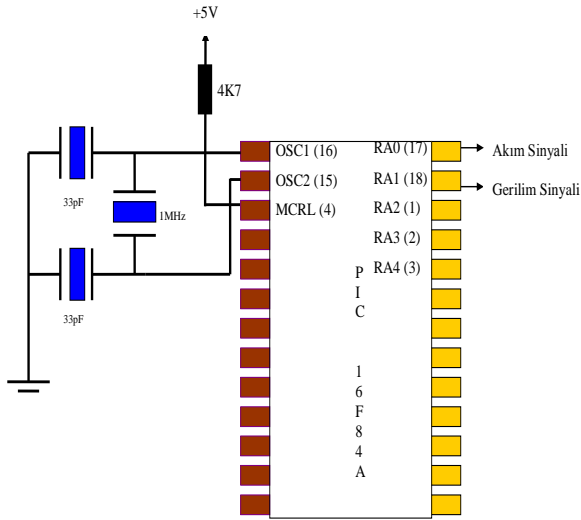 +5V
4K7
OSC1 (16)
RA0 (17)
Akım Sinyali
OSC2 (15)
RA1 (18)
Gerilim Sinyali
33pF
1MHz
MCRL (4)
RA2 (1)
RA3 (2)
RA4 (3)
33pF
P
I
C
1
6
F
8
4
A